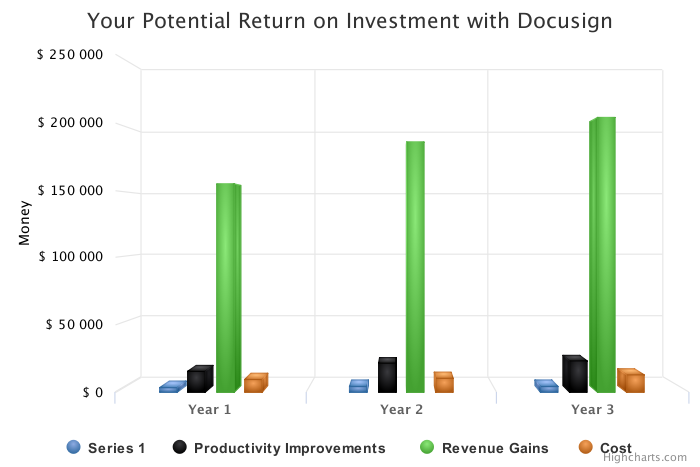 Your Potential Return on Investment with Docusign
$ 250 000
$ 200 000
$ 150 000
$ 100 000
$ 50 000
$ 0
Money
Year 1
Year 2
Year 3
Series 1
Productivity Improvements
Revenue Gains
Cost
Highcharts.com